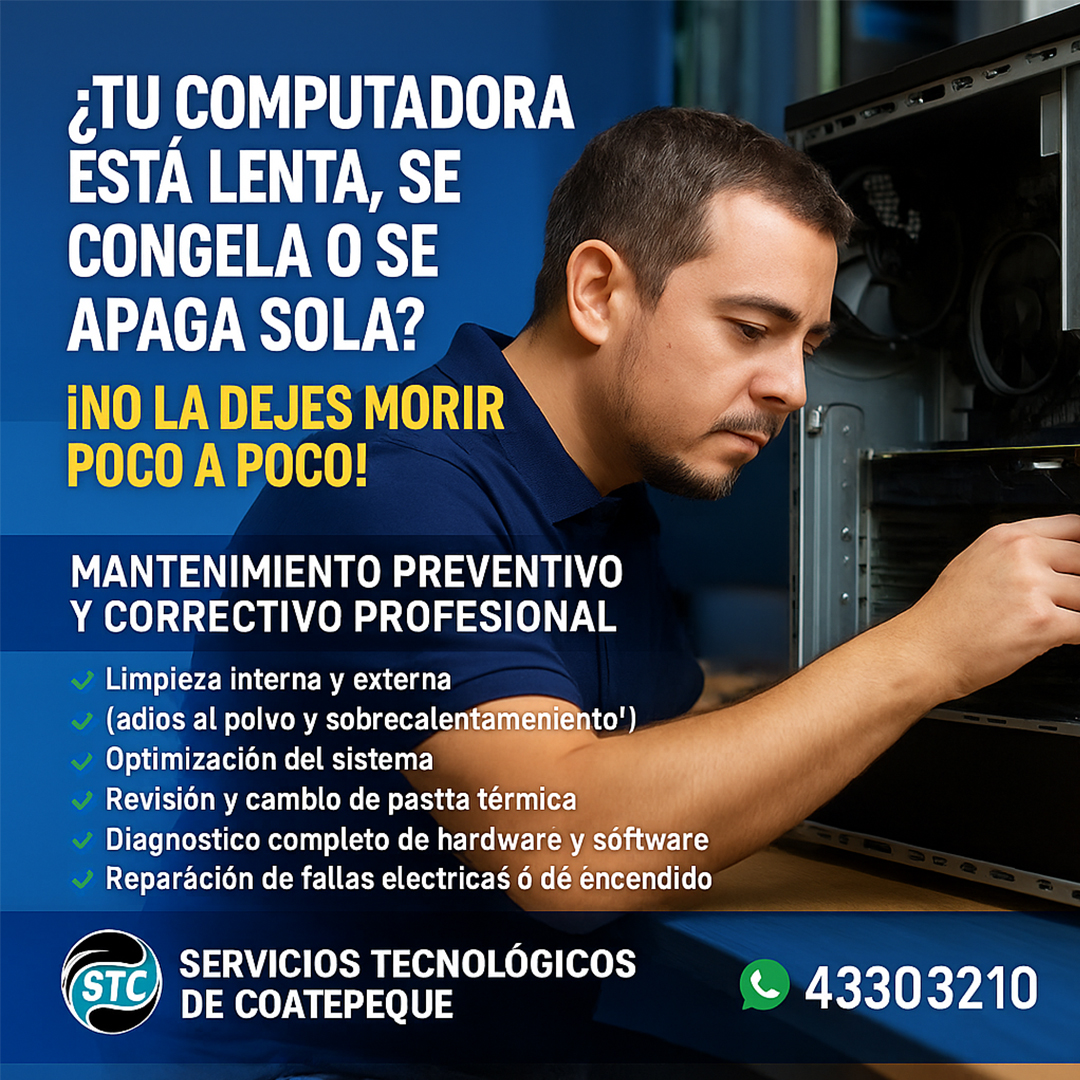 ¿TU COMPUTADORA
ESTÁ LENTA, SE
CONGELA O SE
APAGA SOLA?
¡NO LA DEJES MORIR
POCO A POCO!
MANTENIMIENTO PREVENTIVO
Y CORRECTIVO PROFESIONAL
Limpieza interna y externa
(adios al polvo y sobrecalentameniento')
Optimización del sistema
Revisión y camblo de pastta térmica
Diagnostico completo de hardware y sóftware
Reparáción de fallas electricaś ó dé éncendido
STC
SERVICIOS TECNOLÓGICOS
DE COATEPEQUE
43303210